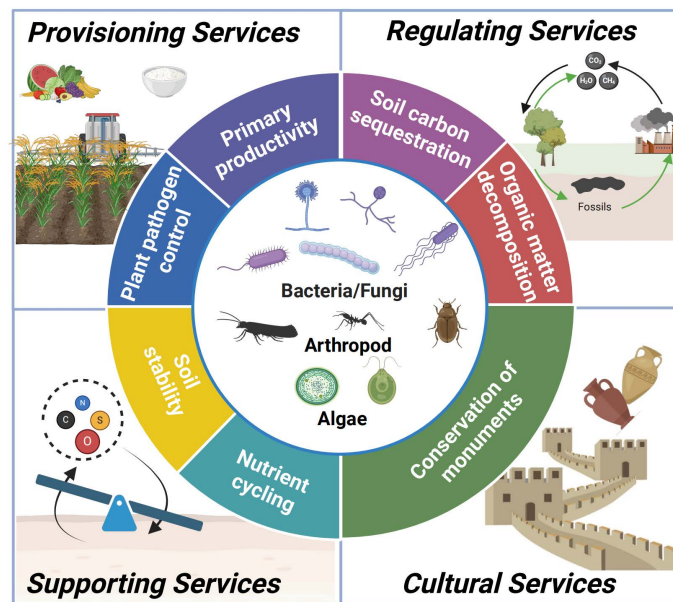 Provisioning Services
Regulating Services
CO₂
H₂O
CH₄
Fossils
Primary
productivity
Soil carbon
sequestration
Plant pathogen
control
Organic matter
decomposition
Bacteria/Fungi
Arthropod
Algae
Soil
stability
Nutrient
cycling
Conservation of
monuments
N
C
S
O
Supporting Services
Cultural Services